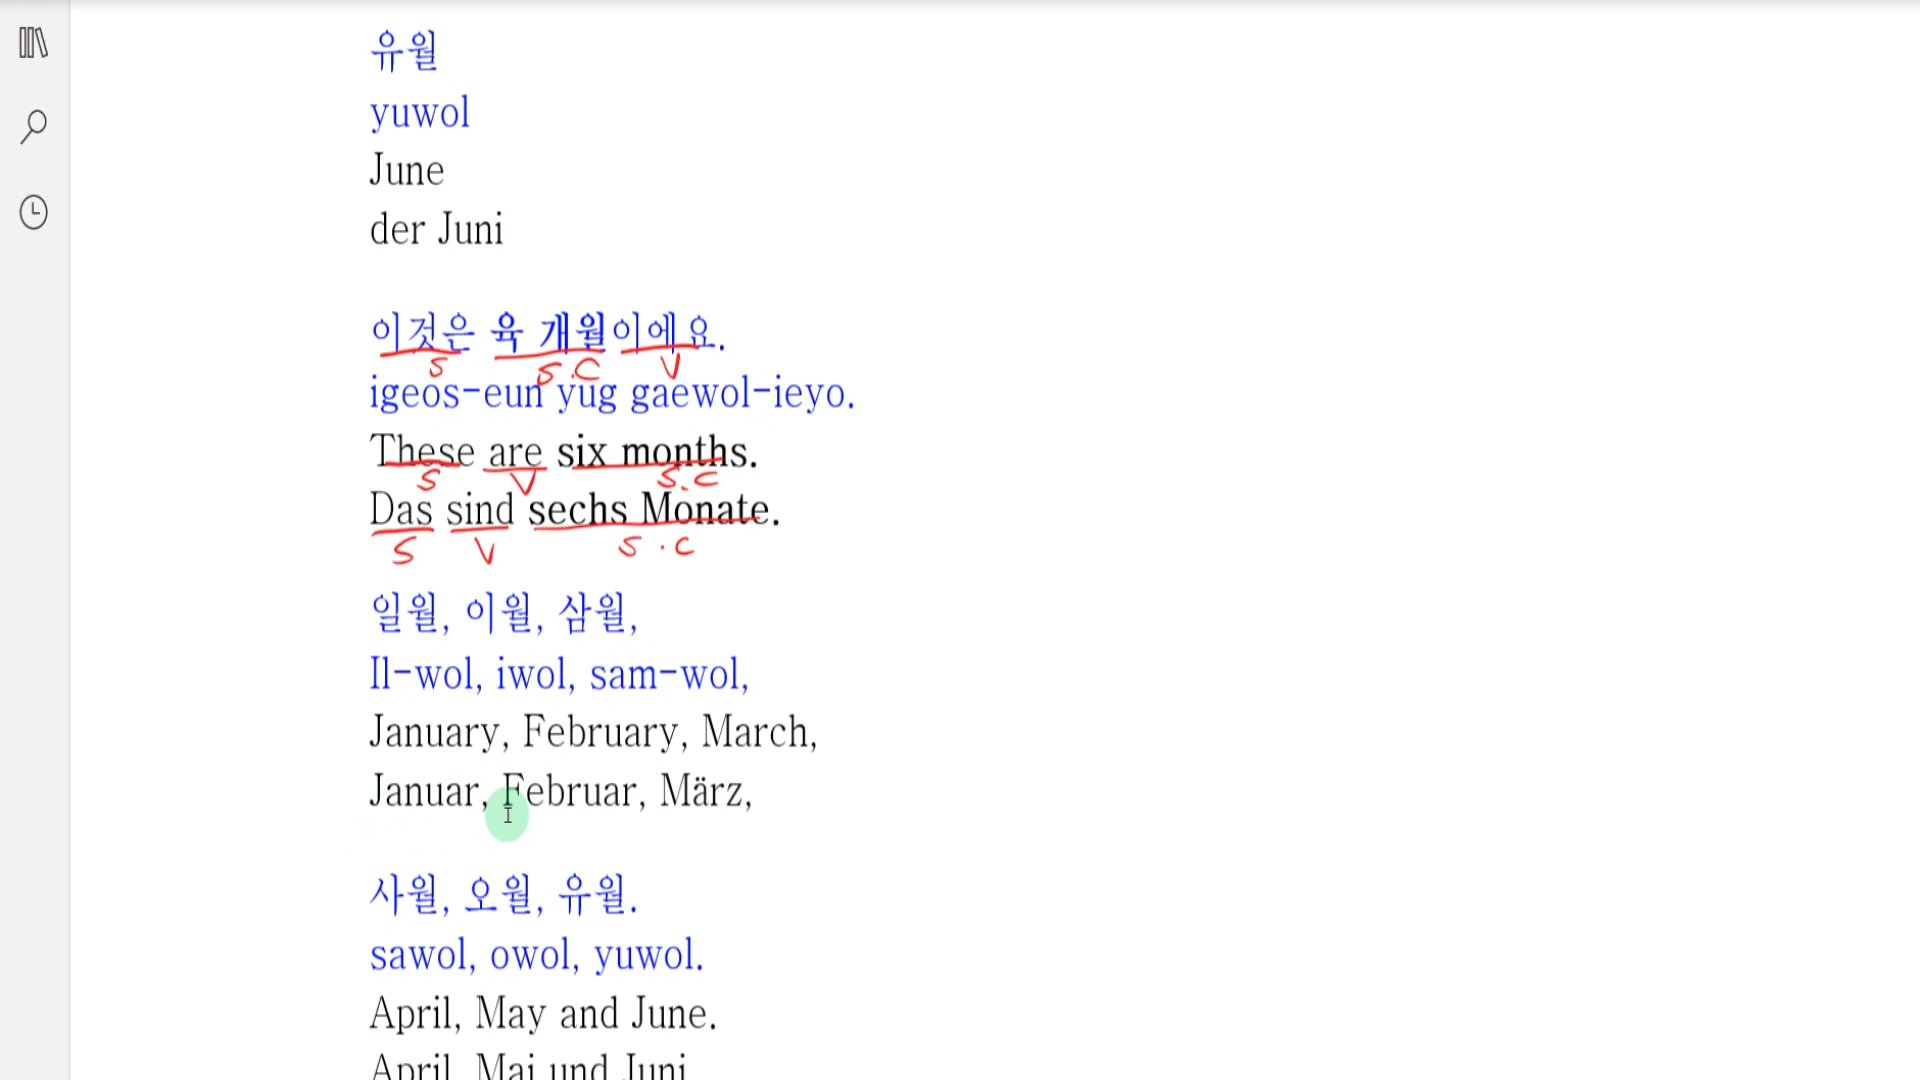 유월
yuwol
June
der Juni
이것은 육 개월이에요.
S S.C V
igeos-eun yug gaewol-ieyo.
These are six months.
S V S.C
Das sind sechs Monate.
S V S.C
일월, 이월, 삼월,
Il-wol, iwol, sam-wol,
January, February, March,
Januar, Februar, März,
사월, 오월, 유월.
sawol, owol, yuwol.
April, May and June.
April, Mai und Juni